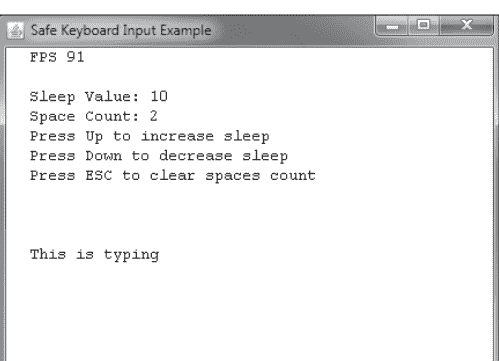 Safe Keyboard Input Example
FPS 91
Sleep Value: 10
Space Count: 2
Press Up to increase sleep
Press Down to decrease sleep
Press ESC to clear spaces count
This is typing